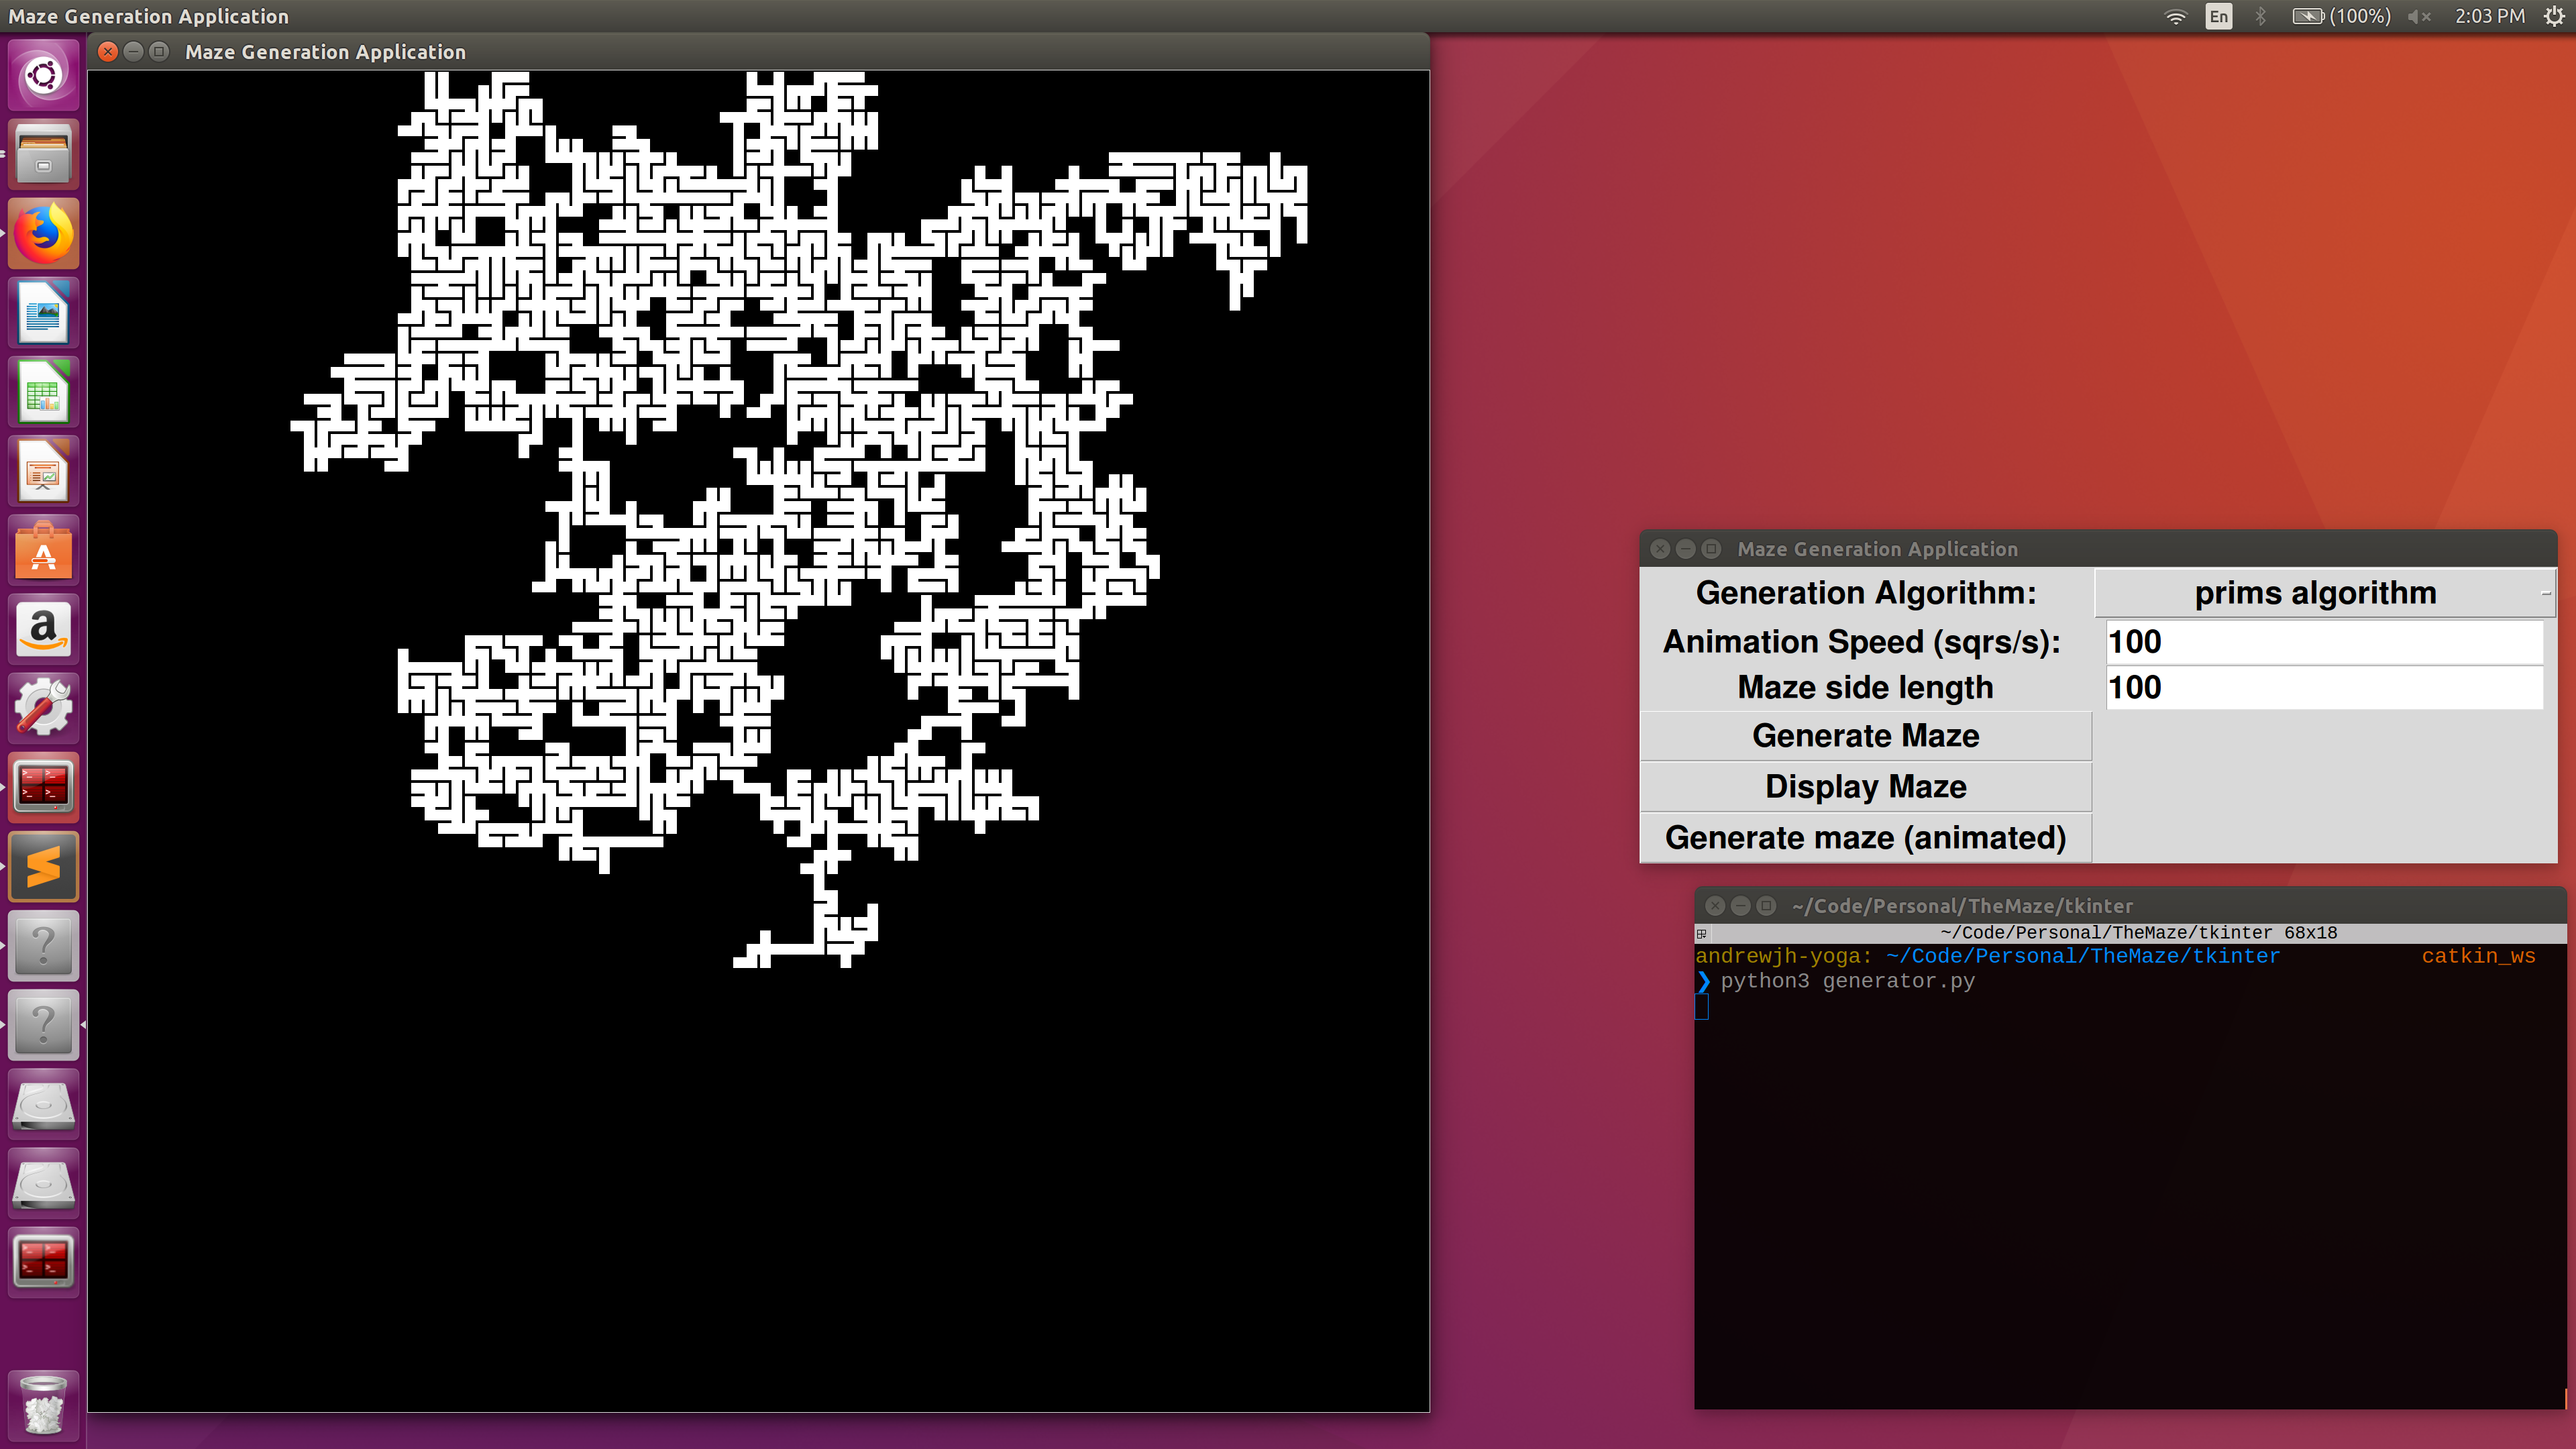 Maze Generation Application
En
(100%)
2:03 PM
Maze Generation Application
Maze Generation Application
Generation Algorithm:
prims algorithm
Animation Speed (sqrs/s):
100
Maze side length
100
Generate Maze
Display Maze
Generate maze (animated)
~/Code/Personal/TheMaze/tkinter
~/Code/Personal/TheMaze/tkinter 68x18
andrewjh-yoga: ~/Code/Personal/TheMaze/tkinter catkin_ws
❯ python3 generator.py